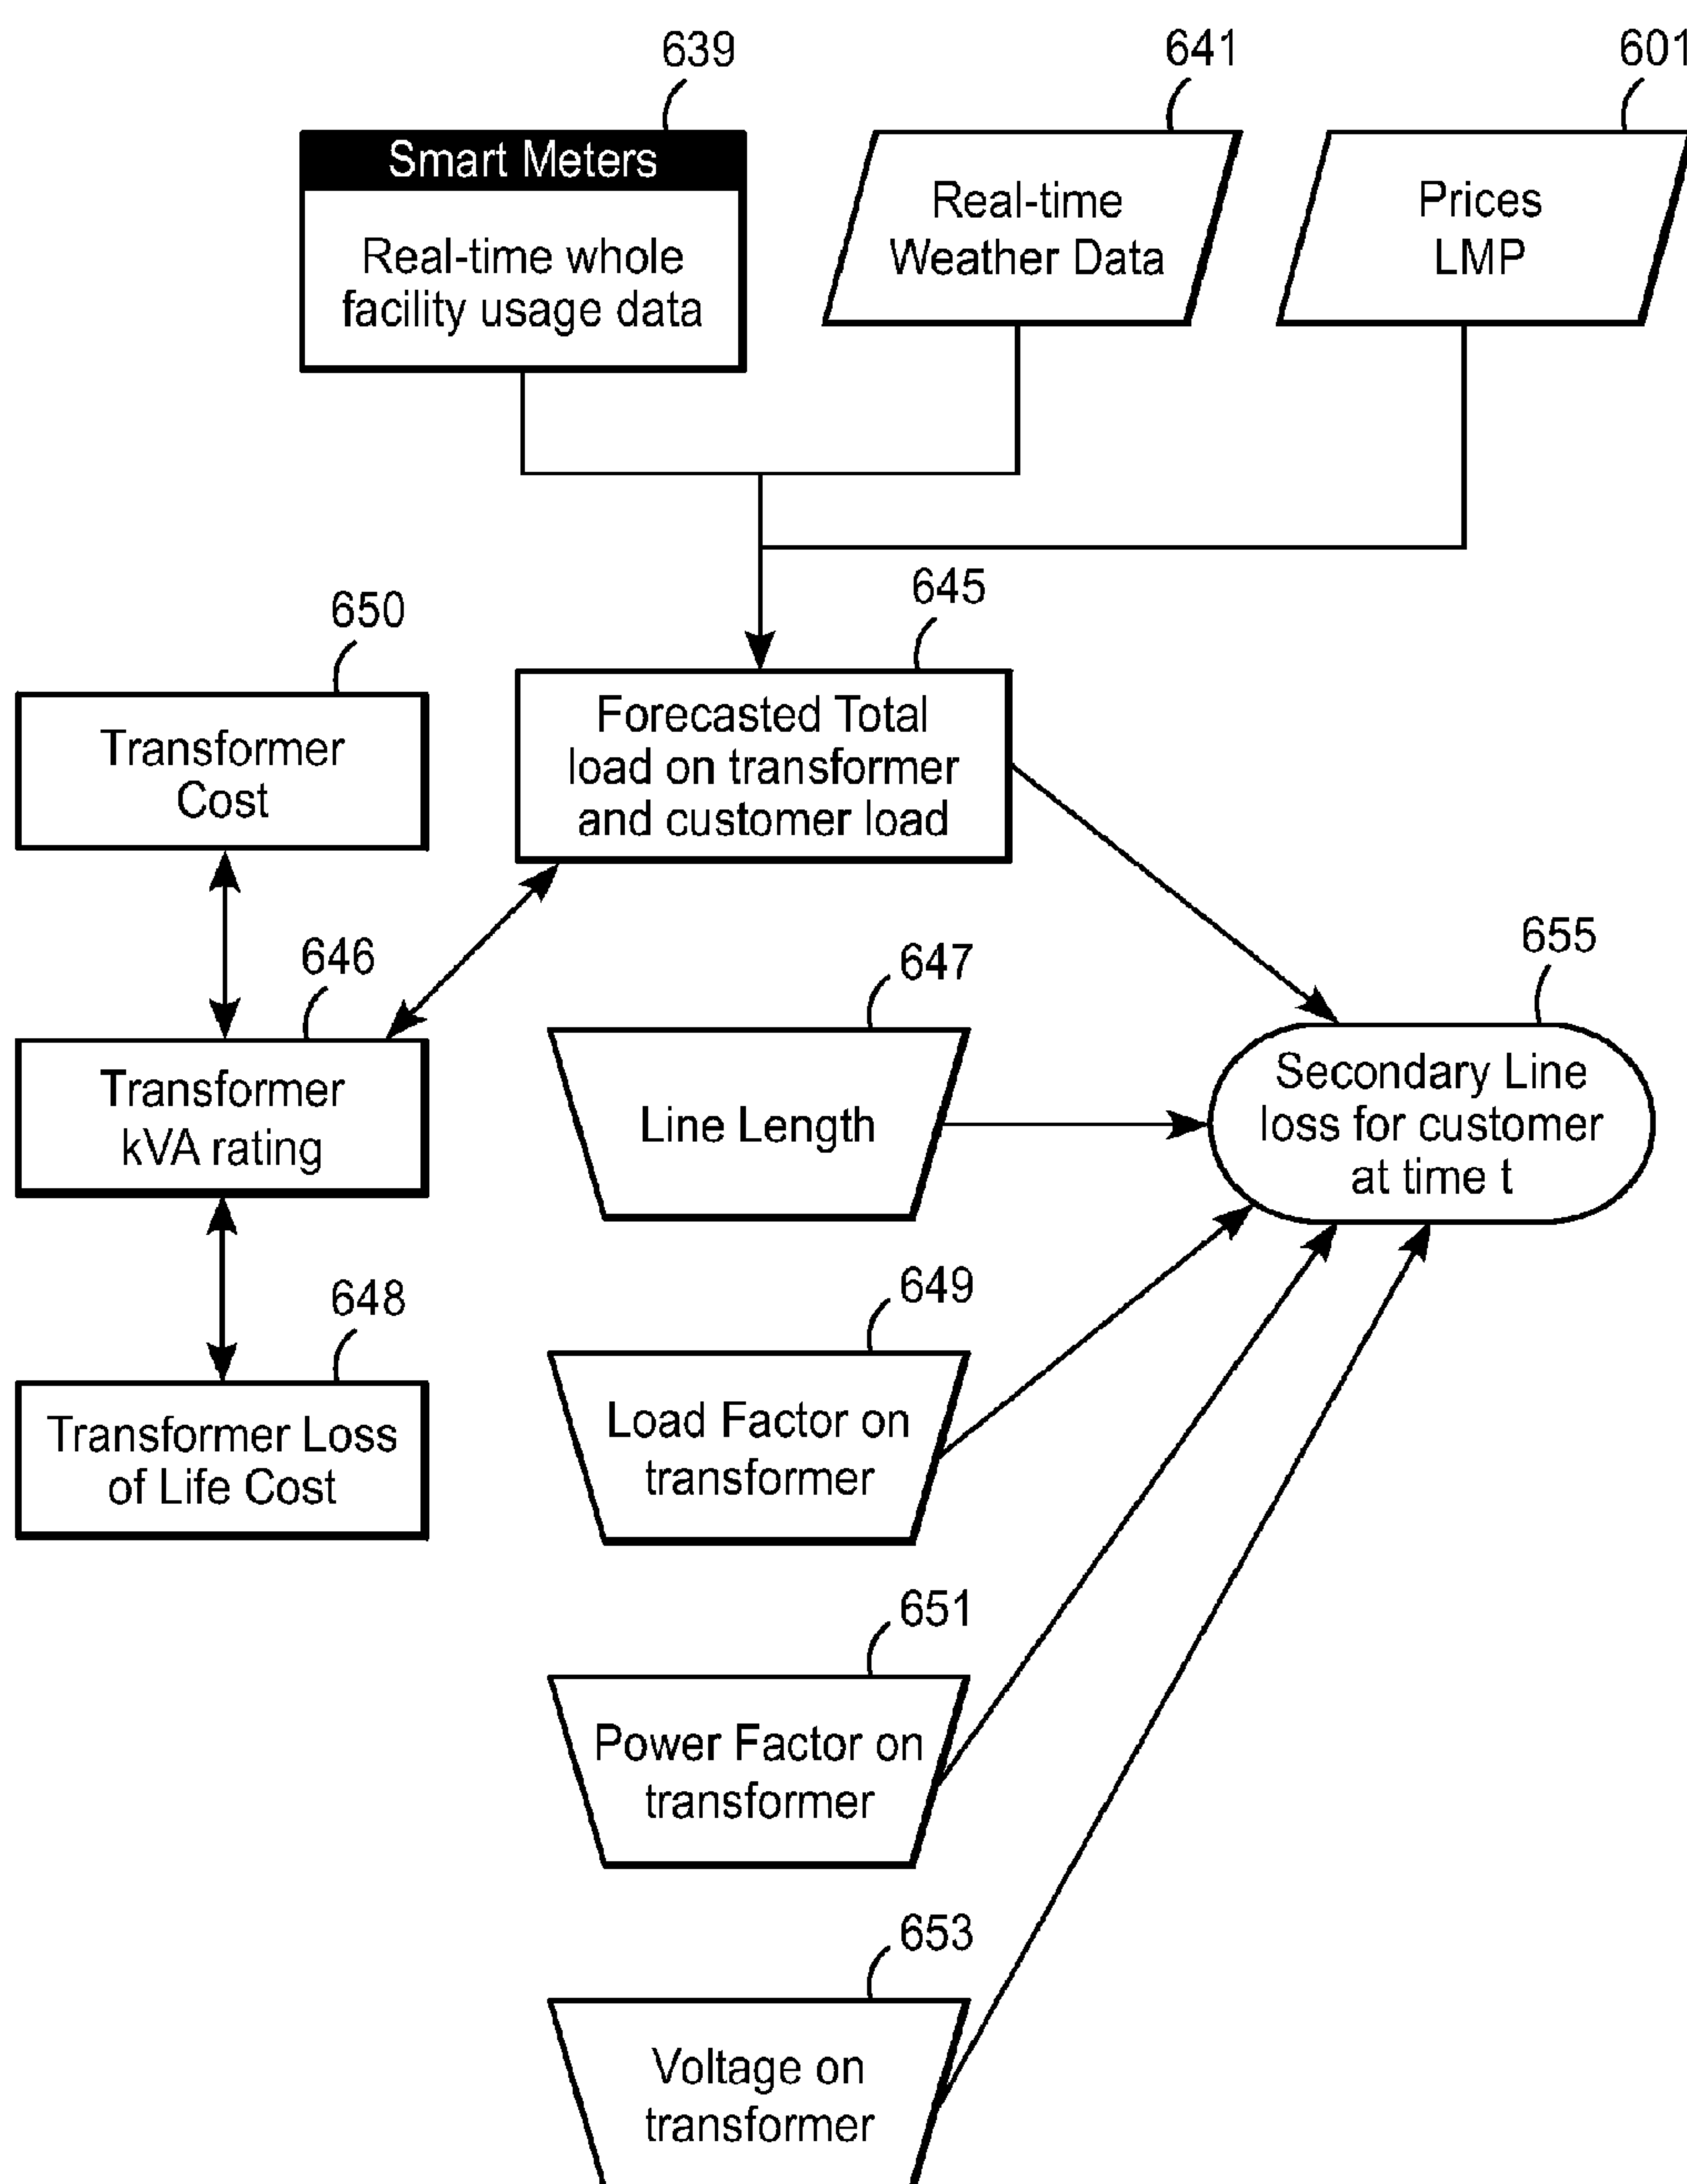 639
641
601
Smart Meters
Real-time whole
facility usage data
Real-time
Weather Data
Prices
LMP
645
650
Forecasted Total
load on transformer
and customer load
Transformer
Cost
646
647
655
Transformer
kVA rating
Line Length
Secondary Line
loss for customer
at time t
648
649
Transformer Loss
of Life Cost
Load Factor on
transformer
651
Power Factor on
transformer
653
Voltage on
transformer